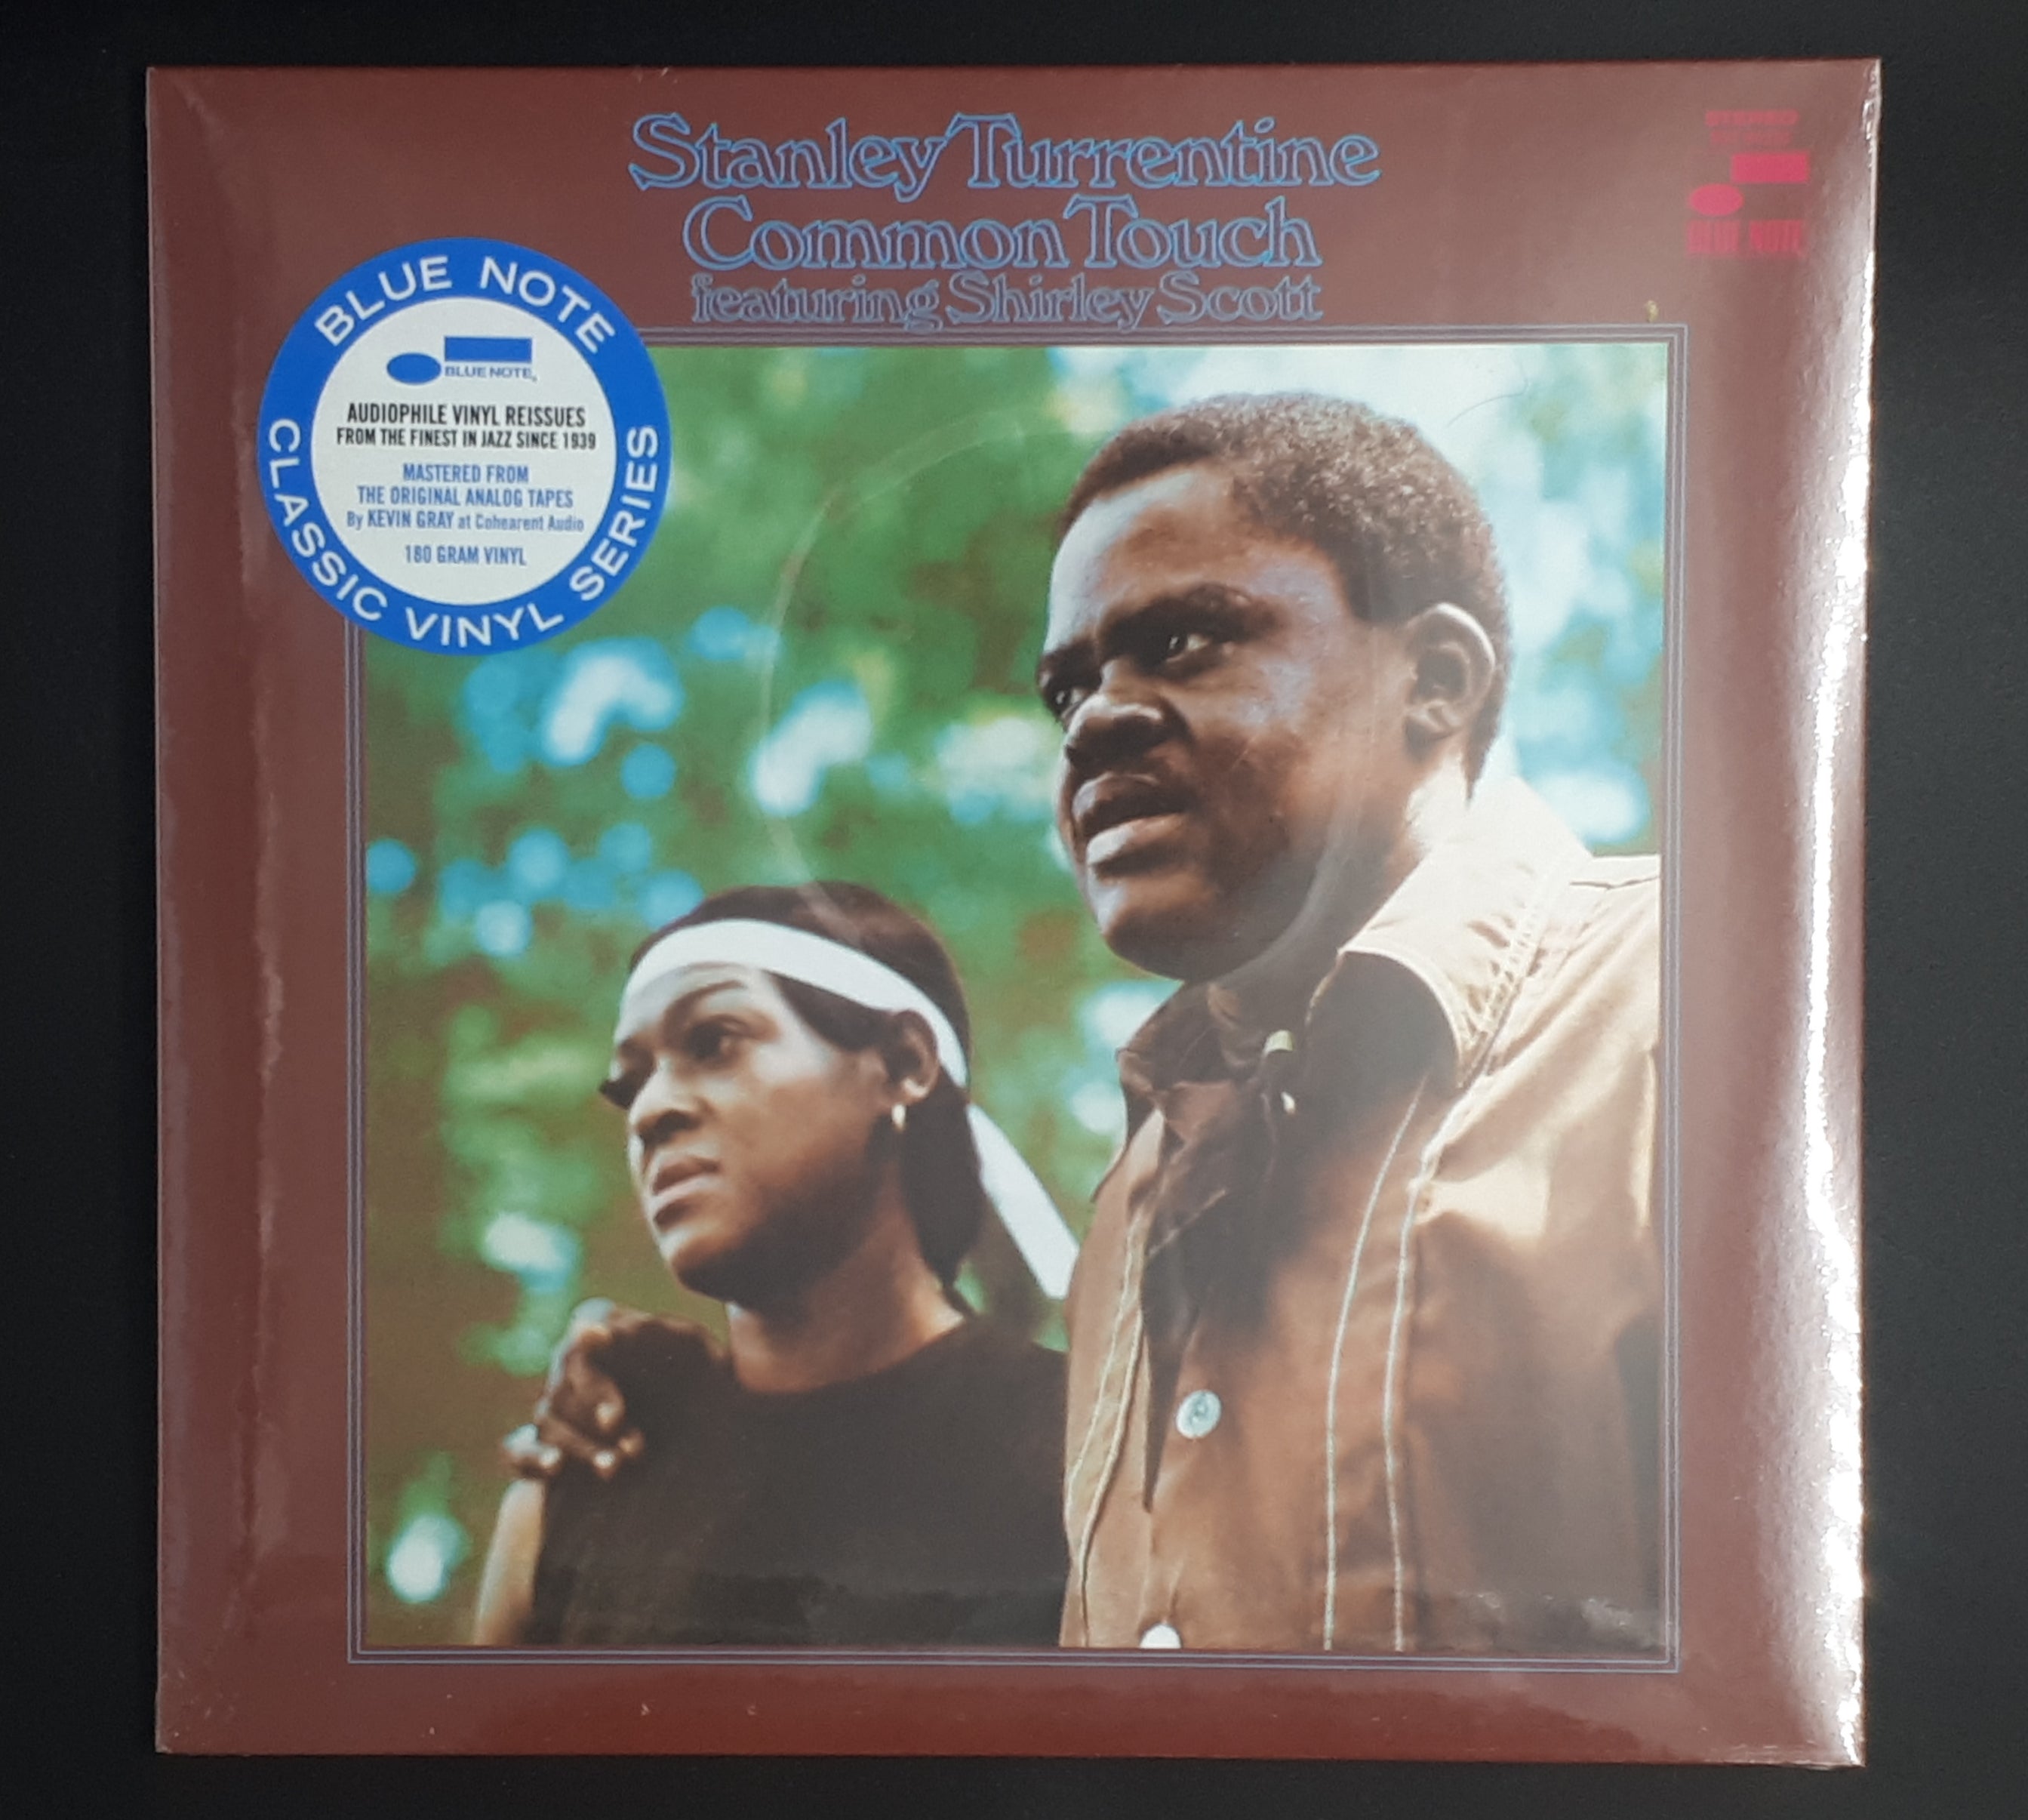 Stanley Turrentine
Common Touch
featuring Shirley Scott
STEREO
BLUE NOTE
BLUE NOTE
BLUE NOTE
AUDIOPHILE VINYL REISSUES
FROM THE FINEST IN JAZZ SINCE 1939
MASTERED FROM
THE ORIGINAL ANALOG TAPES
By KEVIN GRAY at Cohearent Audio
180 GRAM VINYL
CLASSIC VINYL SERIES